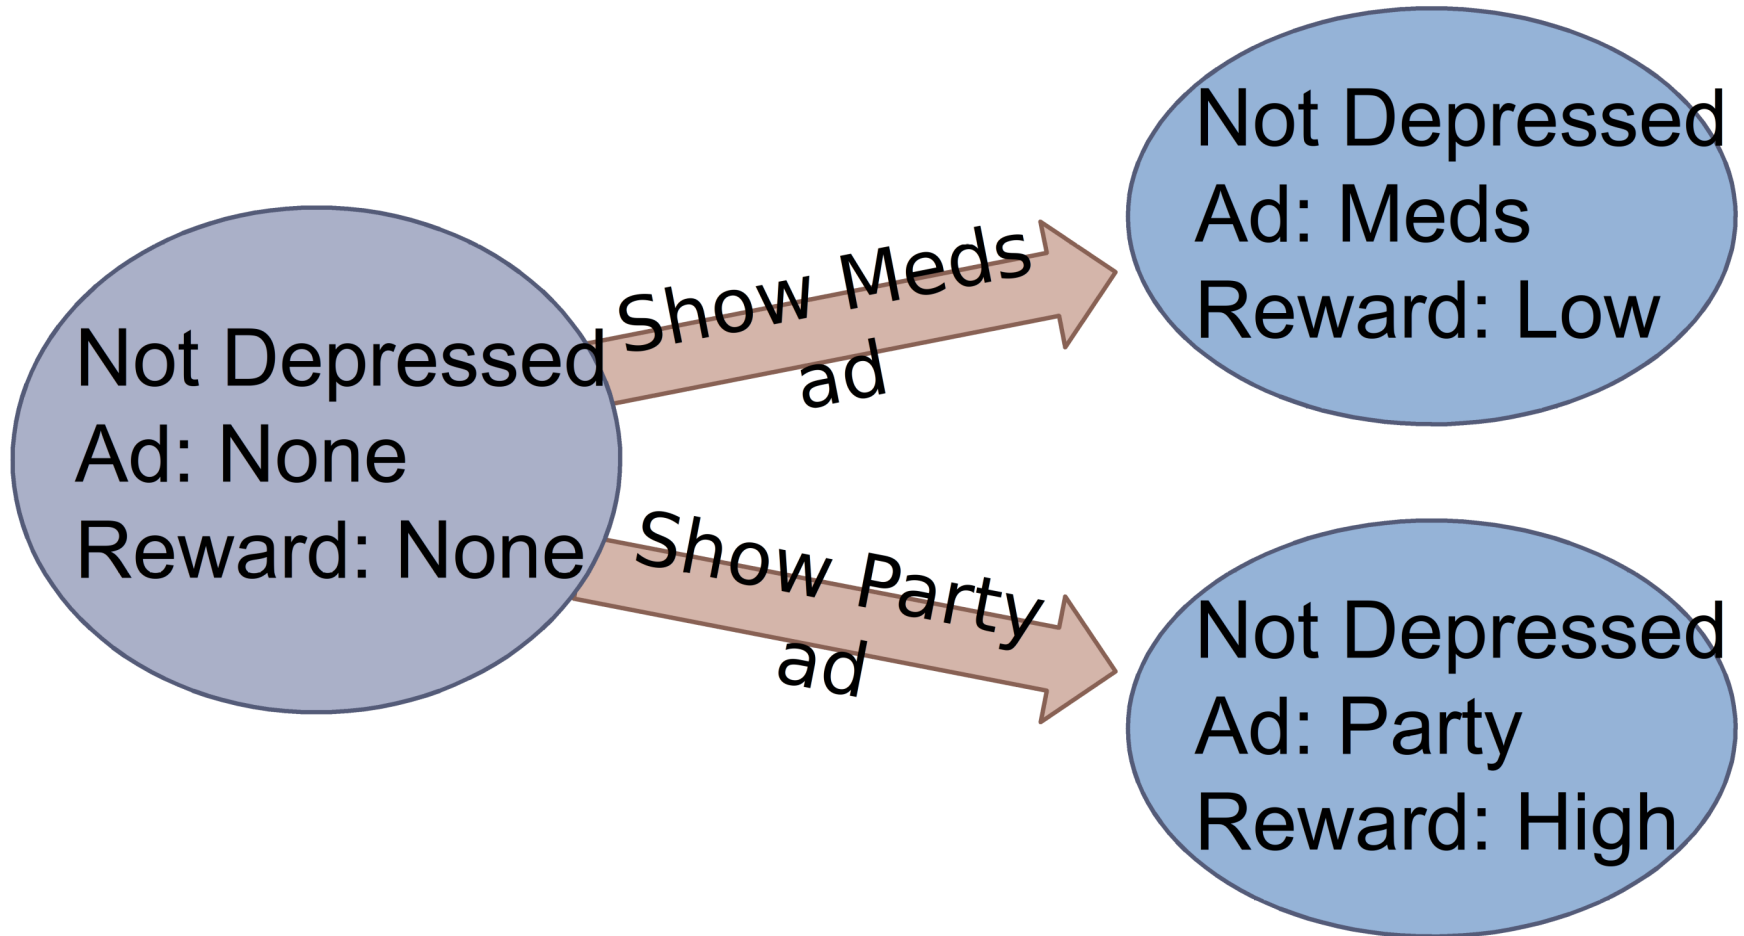 Not Depressed
Ad: None
Reward: None
Show Meds
ad
Show Party
ad
Not Depressed
Ad: Meds
Reward: Low
Not Depressed
Ad: Party
Reward: High